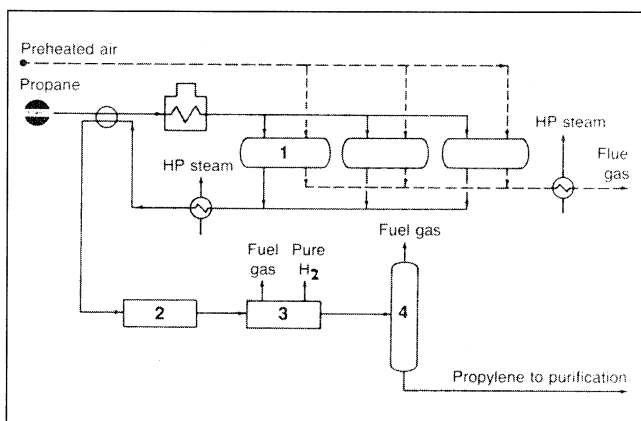 Preheated air
Propane
HP steam
Flue
gas
1
HP steam
Fuel gas
Fuel
gas
Pure
H2
2
3
4
Propylene to purification